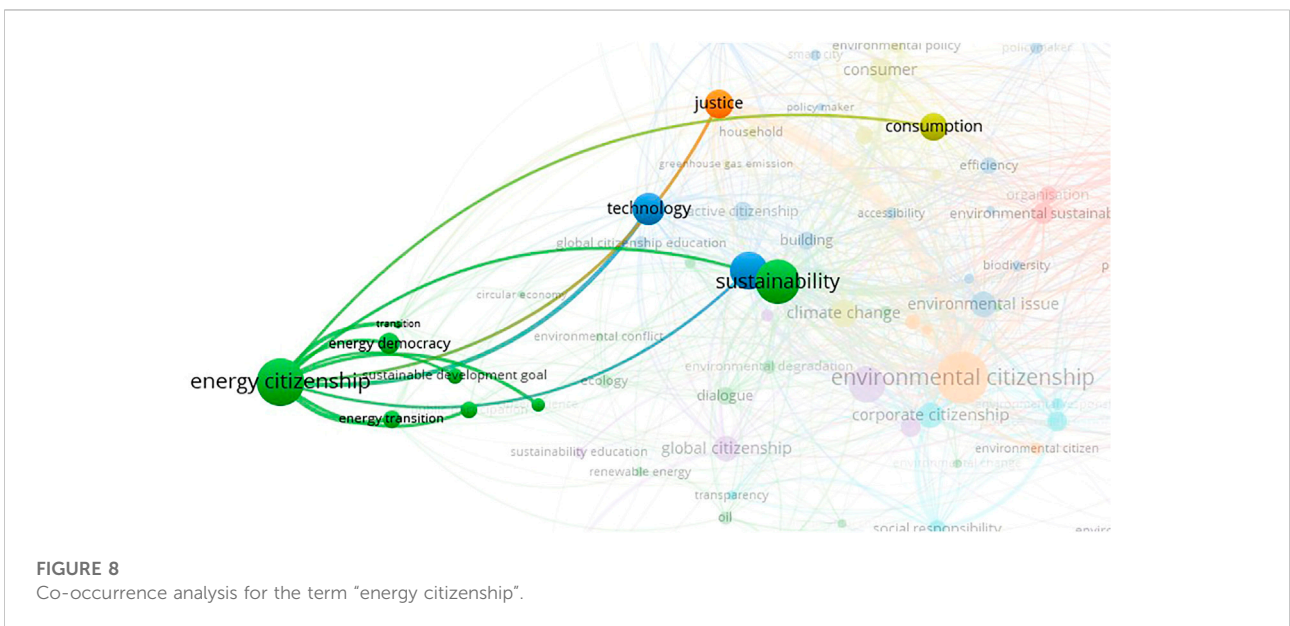 environmental policy
policymaker
smart city
consumer
justice
policy maker
consumption
household
greenhouse gas emission
efficiency
organisation
technology
active citizenship
accessibility
environmental sustainab
global citizenship education
building
biodiversity
p
sustainability
circular economy
environmental issue
climate change
transition
environmental conflict
energy democracy
environmental degradation
sustainable development goal
energy citizenship
ecology
environmental citizenship
dialogue
energy transition
corporate citizenship
sustainability education
global citizenship
environmental citizen
environmental change
renewable energy
transparency
oil
social responsibility
enviro
FIGURE 8
Co-occurrence analysis for the term “energy citizenship”.